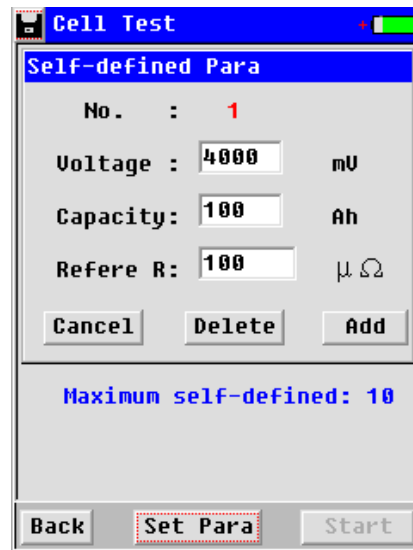 Cell Test
Self-defined Para
No. : 1
Voltage : 4000 mV
Capacity: 100 Ah
Refere R: 100 μΩ
Cancel Delete Add
Maximum self-defined: 10
Back Set Para Start